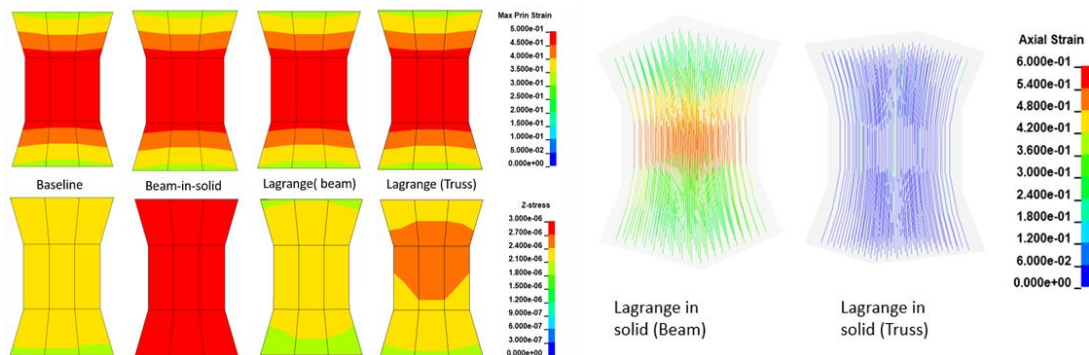 Max Prin Strain
5.000e-01
4.500e-01
4.000e-01
3.500e-01
3.000e-01
2.500e-01
2.000e-01
1.500e-01
1.000e-01
5.000e-02
0.000e+00
Baseline
Beam-in-solid
Lagrange( beam)
Lagrange (Truss)
Z-stress
3.000e-06
2.700e-06
2.400e-06
2.100e-06
1.800e-06
1.500e-06
1.200e-06
9.000e-07
6.000e-07
3.000e-07
0.000e+00
Axial Strain
6.000e-01
5.400e-01
4.800e-01
4.200e-01
3.600e-01
3.000e-01
2.400e-01
1.800e-01
1.200e-01
6.000e-02
0.000e+00
Lagrange in
solid (Beam)
Lagrange in
solid (Truss)